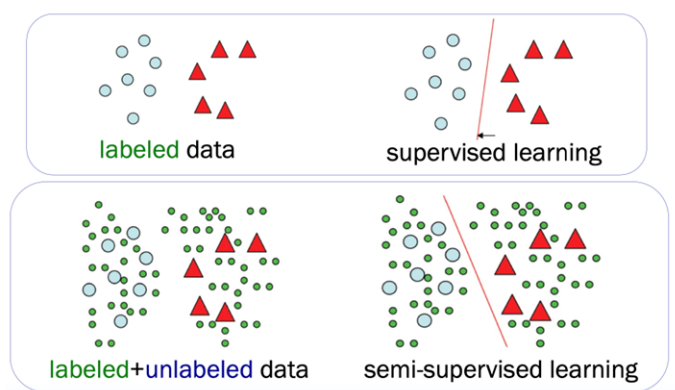 labeled data
supervised learning
labeled+unlabeled data
semi-supervised learning